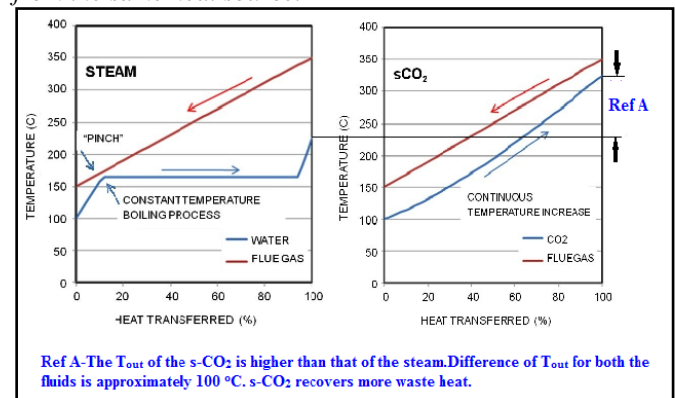 400
350
300
250
200
150
100
50
0
TEMPERATURE (C)
STEAM
"PINCH"
CONSTANT TEMPERATURE
BOILING PROCESS
WATER
FLUE GAS
0 20 40 60 80 100
HEAT TRANSFERRED (%)
400
350
300
250
200
150
100
50
0
TEMPERATURE (C)
sCO₂
Ref A
CONTINUOUS
TEMPERATURE INCREASE
CO2
FLUEGAS
0 20 40 60 80 100
HEAT TRANSFERRED (%)
Ref A-The Tout of the s-CO₂ is higher than that of the steam.Difference of Tout for both the
fluids is approximately 100 °C. s-CO₂ recovers more waste heat.